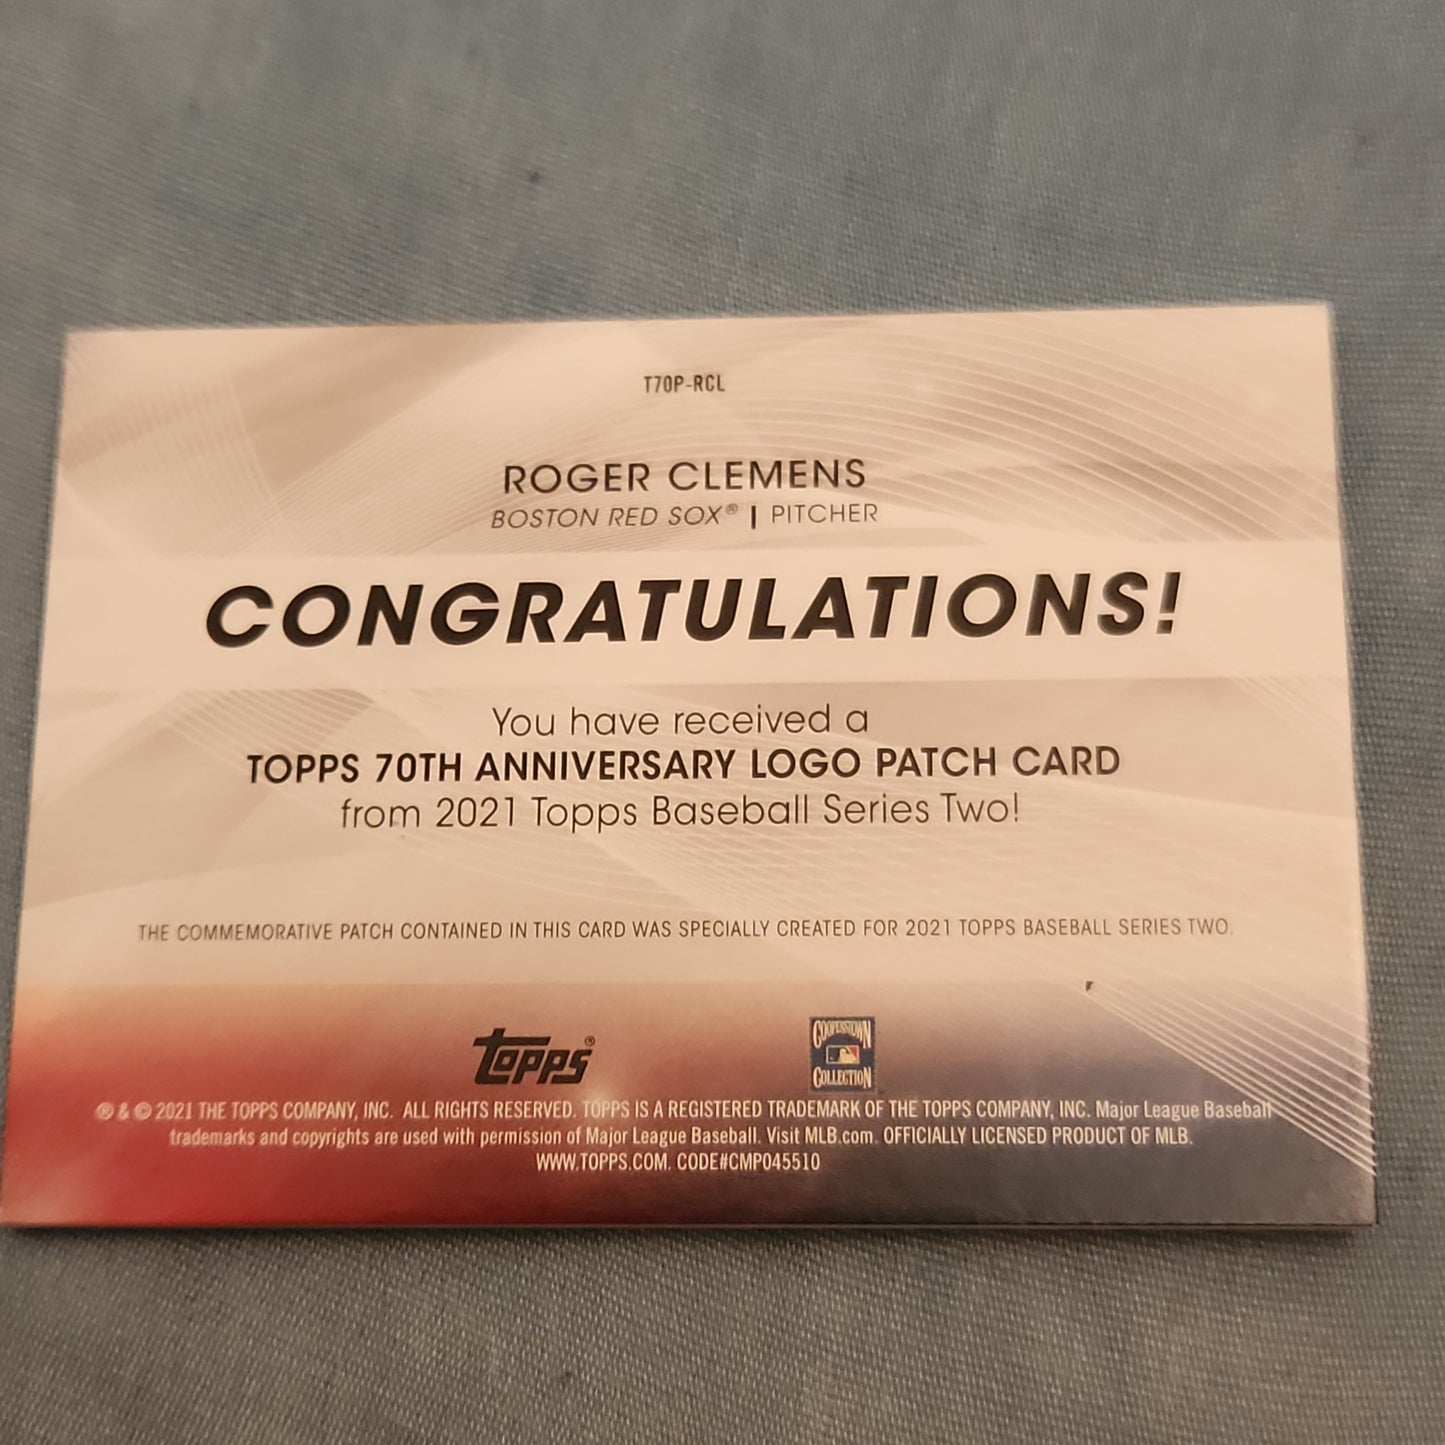 T70P-RCL
ROGER CLEMENS
BOSTON RED SOX® | PITCHER
CONGRATULATIONS!
You have received a
TOPPS 70TH ANNIVERSARY LOGO PATCH CARD
from 2021 Topps Baseball Series Two!
THE COMMEMORATIVE PATCH CONTAINED IN THIS CARD WAS SPECIALLY CREATED FOR 2021 TOPPS BASEBALL SERIES TWO.
topps®
COOPERSTOWN
COLLECTION
® & © 2021 THE TOPPS COMPANY, INC. ALL RIGHTS RESERVED. TOPPS IS A REGISTERED TRADEMARK OF THE TOPPS COMPANY, INC. Major League Baseball
trademarks and copyrights are used with permission of Major League Baseball. Visit MLB.com. OFFICIALLY LICENSED PRODUCT OF MLB.
WWW.TOPPS.COM. CODE#CMP045510